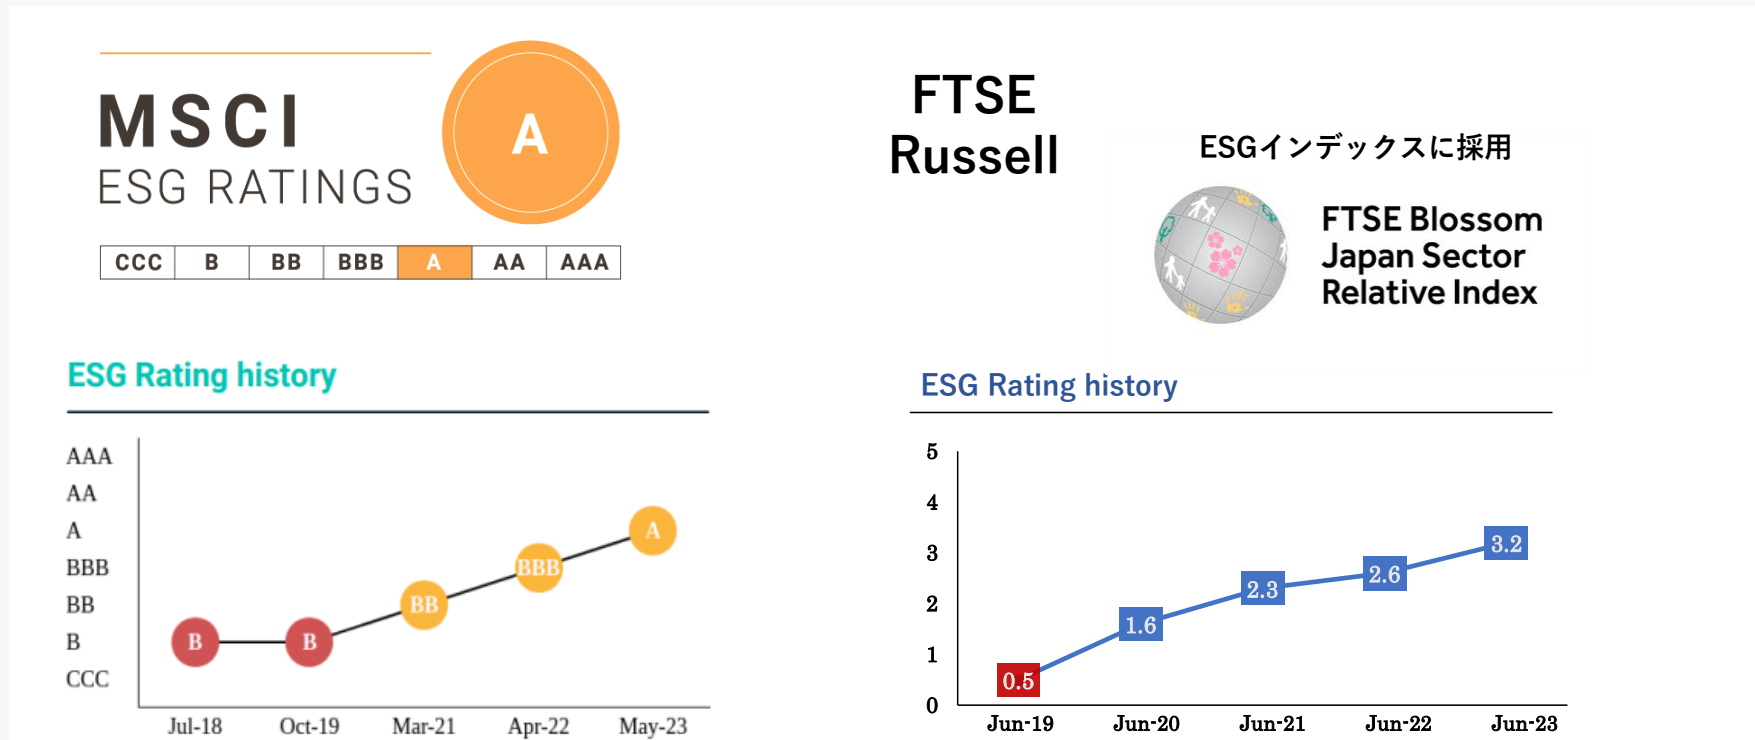 MSCI
ESG RATINGS
A
CCC B BB BBB A AA AAA
ESG Rating history
AAA
AA
A
BBB
BB
B
CCC
B B BB BBB A
Jul-18 Oct-19 Mar-21 Apr-22 May-23
FTSE
Russell
ESGインデックスに採用
FTSE Blossom
Japan Sector
Relative Index
ESG Rating history
5
4
3
2
1
0
0.5 1.6 2.3 2.6 3.2
Jun-19 Jun-20 Jun-21 Jun-22 Jun-23